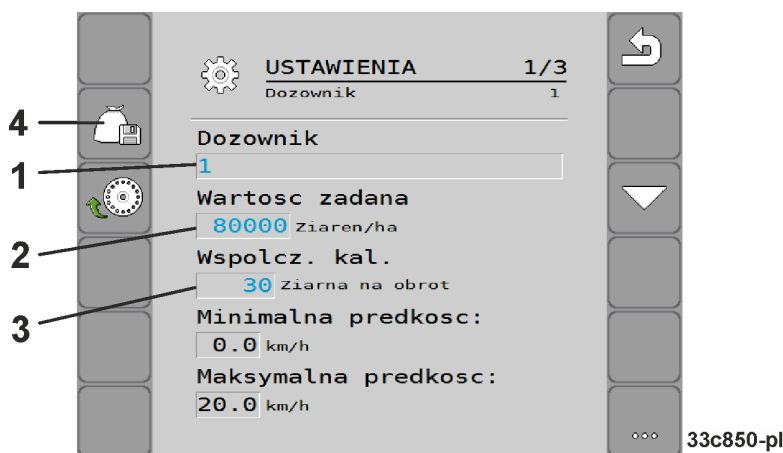 USTAWIENIA 1/3
Dozownik 1
4
Dozownik
1
1
Wartosc zadana
2
80000 Ziaren/ha
Wspolcz. kal.
3
30 Ziarna na obrot
Minimalna predkosc:
0.0 km/h
Maksymalna predkosc:
20.0 km/h
33c850-pl